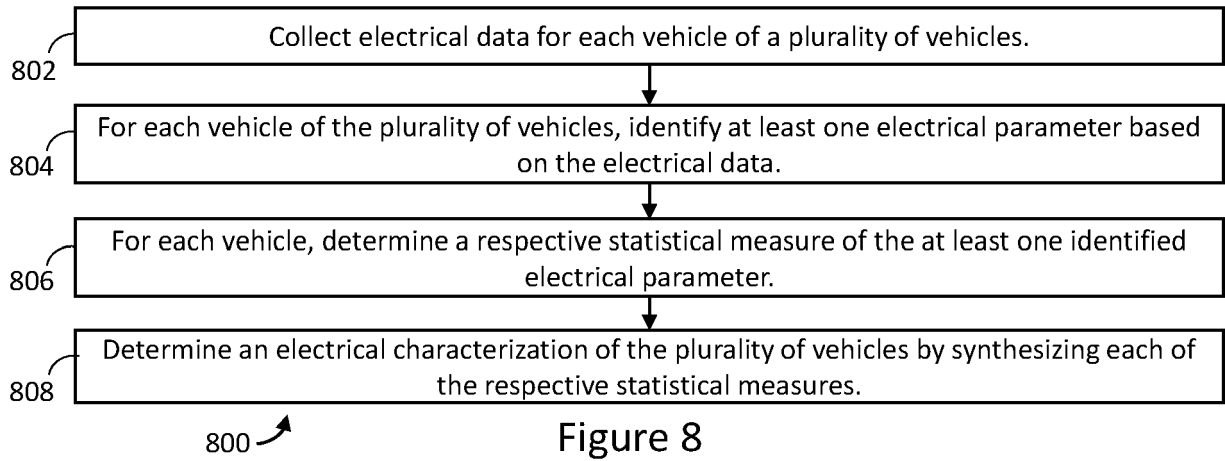 802
Collect electrical data for each vehicle of a plurality of vehicles.
804
For each vehicle of the plurality of vehicles, identify at least one electrical parameter based
on the electrical data.
806
For each vehicle, determine a respective statistical measure of the at least one identified
electrical parameter.
808
Determine an electrical characterization of the plurality of vehicles by synthesizing each of
the respective statistical measures.
800
Figure 8